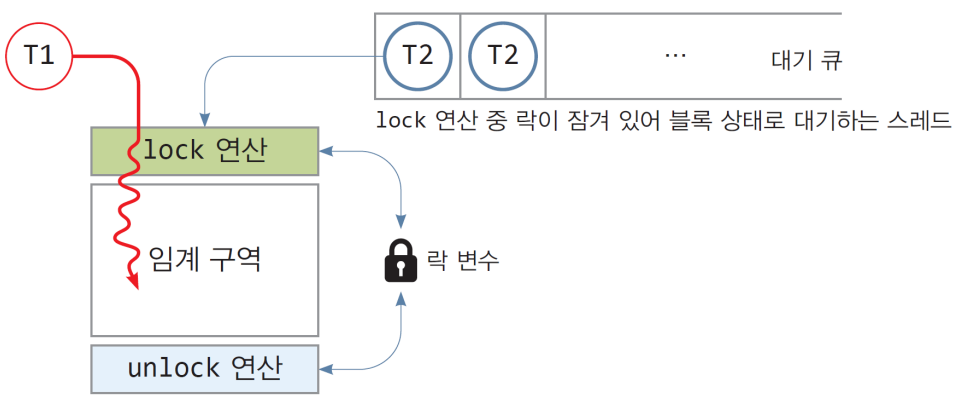 T1
T2
T2
...
대기 큐
lock 연산 중 락이 잠겨 있어 블록 상태로 대기하는 스레드
lock 연산
임계 구역
락 변수
unlock 연산